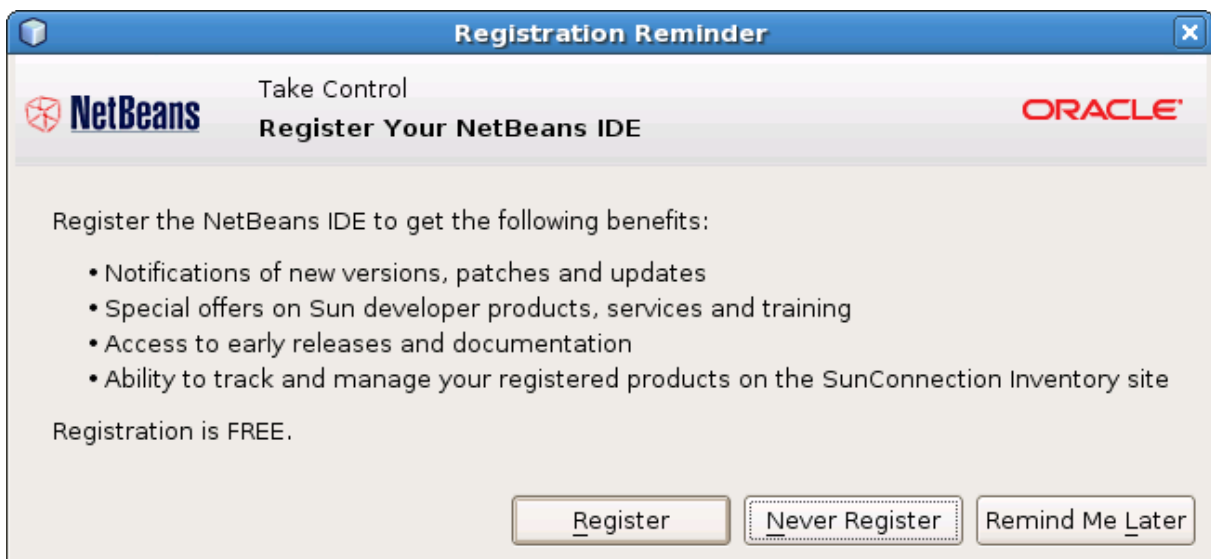 Registration Reminder
NetBeans
Take Control
Register Your NetBeans IDE
ORACLE
Register the NetBeans IDE to get the following benefits:
• Notifications of new versions, patches and updates
• Special offers on Sun developer products, services and training
• Access to early releases and documentation
• Ability to track and manage your registered products on the SunConnection Inventory site
Registration is FREE.
Register
Never Register
Remind Me Later